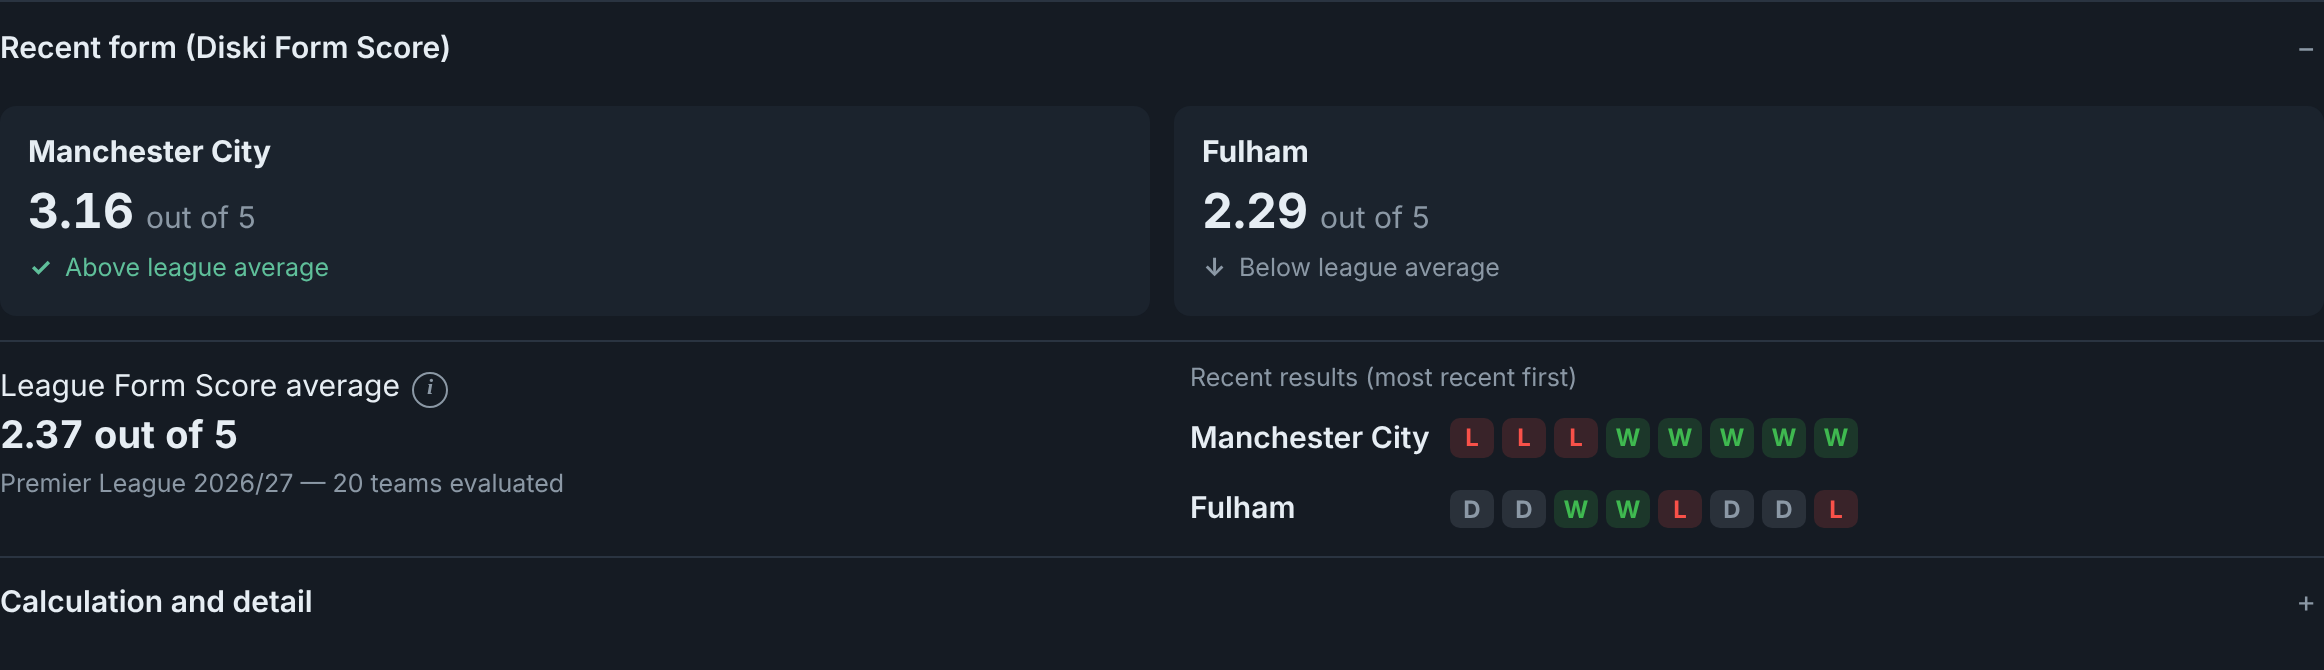 Recent form (Diski Form Score) −
Manchester City
3.16 out of 5
✓ Above league average
Fulham
2.29 out of 5
↓ Below league average
League Form Score average i
2.37 out of 5
Premier League 2026/27 — 20 teams evaluated
Recent results (most recent first)
Manchester City L L L W W W W W
Fulham D D W W L D D L
Calculation and detail +